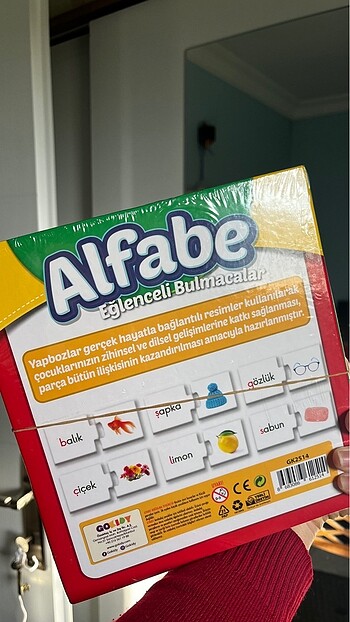 Alfabe
Eğlenceli Bulmacalar
Yapbozlar gerçek hayatla bağlantılı resimler kullanılarak
çocuklarınızın zihinsel ve dilsel gelişimlerine katkı sağlanması,
parça bütün ilişkisinin kazandırılması amacıyla hazırlanmıştır.
balık
şapka
gözlük
çiçek
limon
sabun
GOKIDY
GK2514
CE